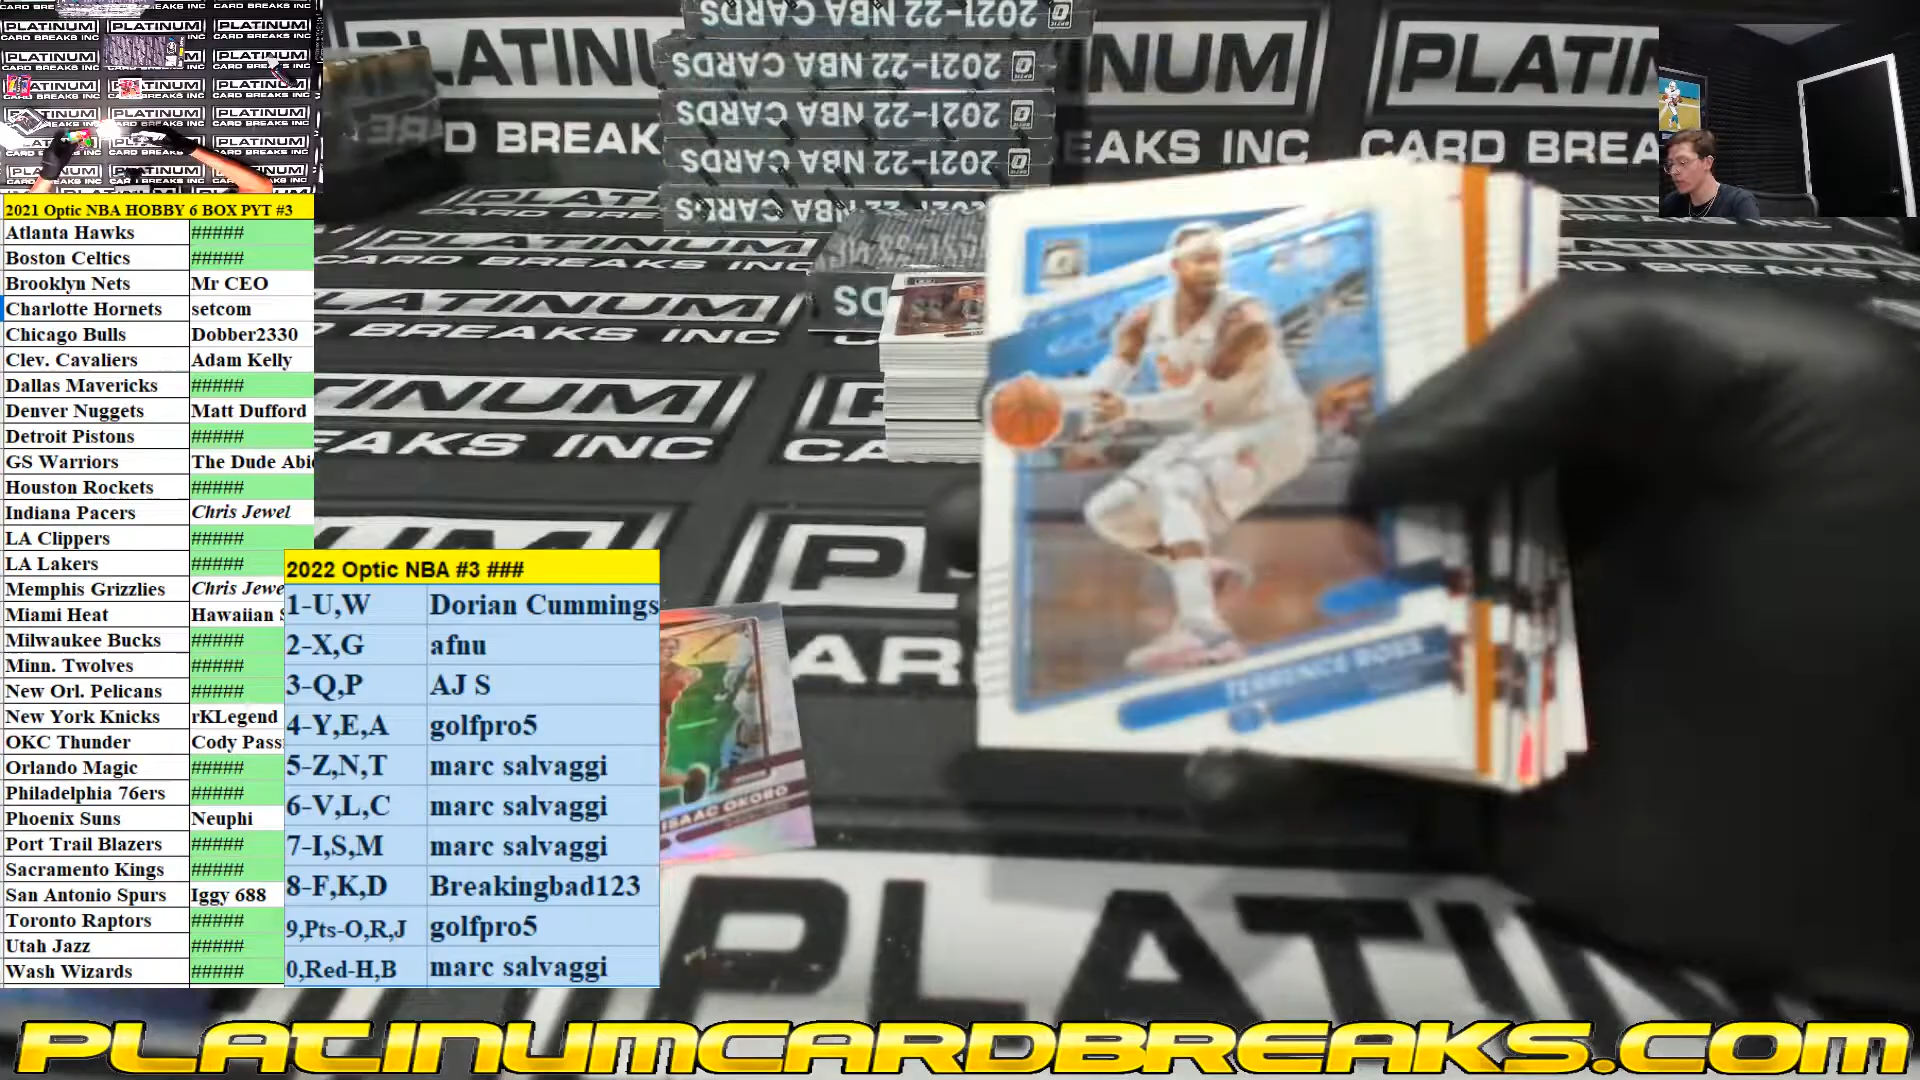 2021 Optic NBA HOBBY 6 BOX PYT #3
Atlanta Hawks #####
Boston Celtics #####
Brooklyn Nets Mr CEO
Charlotte Hornets setcom
Chicago Bulls Dobber2330
Clev. Cavaliers Adam Kelly
Dallas Mavericks #####
Denver Nuggets Matt Dufford
Detroit Pistons #####
GS Warriors The Dude Abi
Houston Rockets #####
Indiana Pacers Chris Jewel
LA Clippers #####
LA Lakers #####
Memphis Grizzlies Chris Jewe
Miami Heat Hawaiian S
Milwaukee Bucks #####
Minn. Twolves #####
New Orl. Pelicans #####
New York Knicks rKLegend
OKC Thunder Cody Pass
Orlando Magic #####
Philadelphia 76ers #####
Phoenix Suns Neuphi
Port Trail Blazers #####
Sacramento Kings #####
San Antonio Spurs Iggy 688
Toronto Raptors #####
Utah Jazz #####
Wash Wizards #####
2022 Optic NBA #3 ###
1-U,W Dorian Cummings
2-X,G afnu
3-Q,P AJ S
4-Y,E,A golfpro5
5-Z,N,T marc salvaggi
6-V,L,C marc salvaggi
7-I,S,M marc salvaggi
8-F,K,D Breakingbad123
9,Pts-O,R,J golfpro5
0,Red-H,B marc salvaggi
2021-22 NBA CARDS
2021-22 NBA CARDS
2021-22 NBA CARDS
2021-22 NBA CARDS
PLATINUM
CARD BREAKS INC
TERRENCE ROSS
ISAAC OKORO
PLATINUMCARDBREAKS.COM